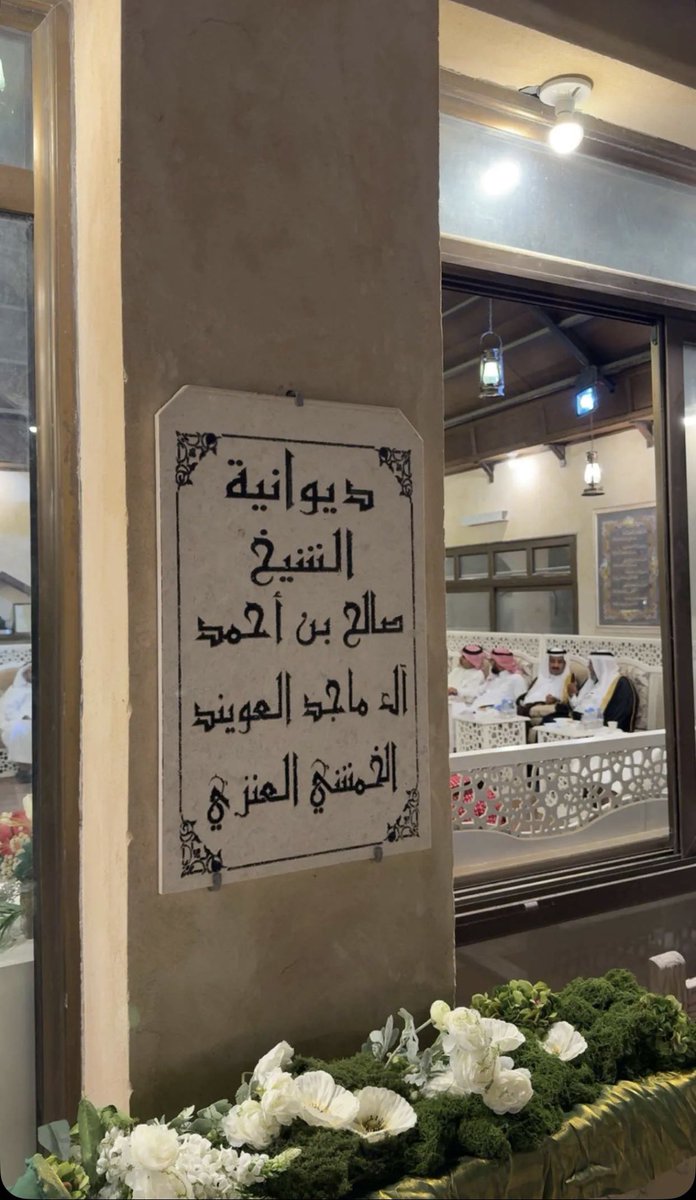 ديوانية
الشيخ
صالح بن أحمد
آل ماجد العويند
الخمشي العنزي